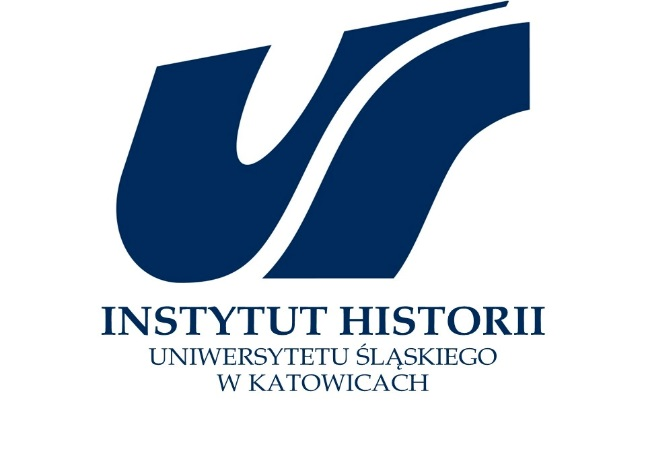 INSTYTUT HISTORII
UNIWERSYTETU ŚLĄSKIEGO
W KATOWICACH